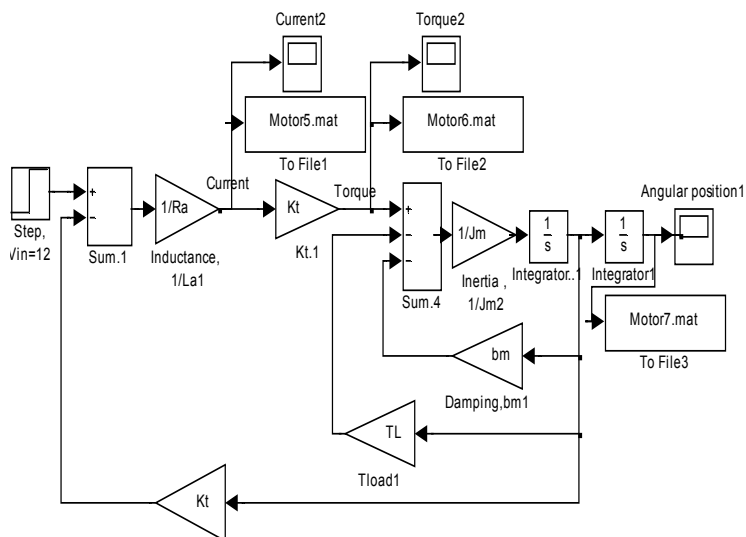 Current2
Torque2
Motor5.mat
Motor6.mat
To File1
To File2
Current
Torque
Angular position1
+
−
1/Ra
Kt
+
−
−
1/Jm
1
s
1
s
Step,
Vin=12
Sum.1
Inductance,
1/La1
Kt.1
Sum.4
Inertia ,
1/Jm2
Integrator..1
Integrator1
Motor7.mat
To File3
bm
Damping,bm1
TL
Tload1
Kt